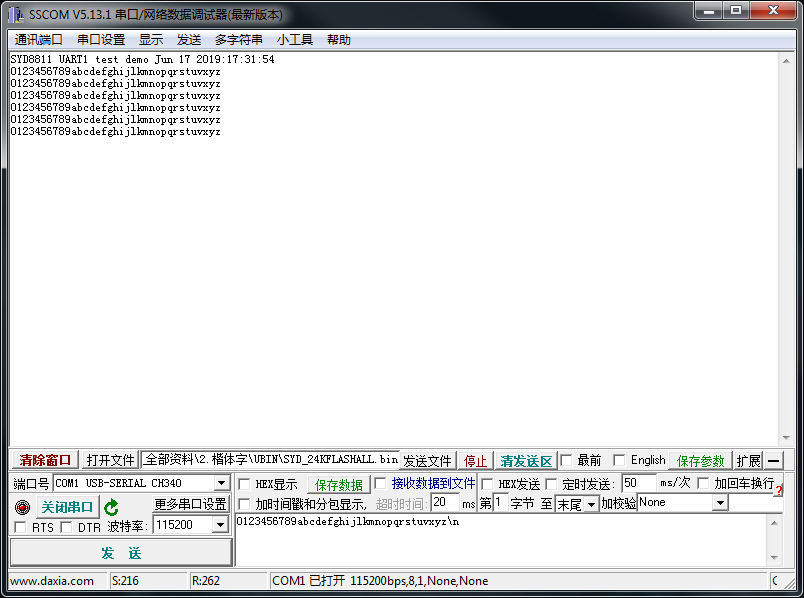 SSCOM V5.13.1 串口/网络数据调试器(最新版本)
通讯端口 串口设置 显示 发送 多字符串 小工具 帮助
SYD8811 UART1 test demo Jun 17 2019:17:31:54
0123456789abcdefghijlkmnopqrstuvxyz
0123456789abcdefghijlkmnopqrstuvxyz
0123456789abcdefghijlkmnopqrstuvxyz
0123456789abcdefghijlkmnopqrstuvxyz
0123456789abcdefghijlkmnopqrstuvxyz
0123456789abcdefghijlkmnopqrstuvxyz
清除窗口 打开文件 全部资料\2.楷体字\UBIN\SYD_24KFLASHALL.bin 发送文件 停止 清发送区 最前 English 保存参数 扩展
端口号 COM1 USB-SERIAL CH340 HEX显示 保存数据 接收数据到文件 HEX发送 定时发送: 50 ms/次 加回车换行
关闭串口 更多串口设置 加时间戳和分包显示, 超时时间: 20 ms 第 1 字节 至 末尾 加校验 None
RTS DTR 波特率: 115200 0123456789abcdefghijlkmnopqrstuvxyz\n
发 送
www.daxia.com S:216 R:262 COM1 已打开 115200bps,8,1,None,None C